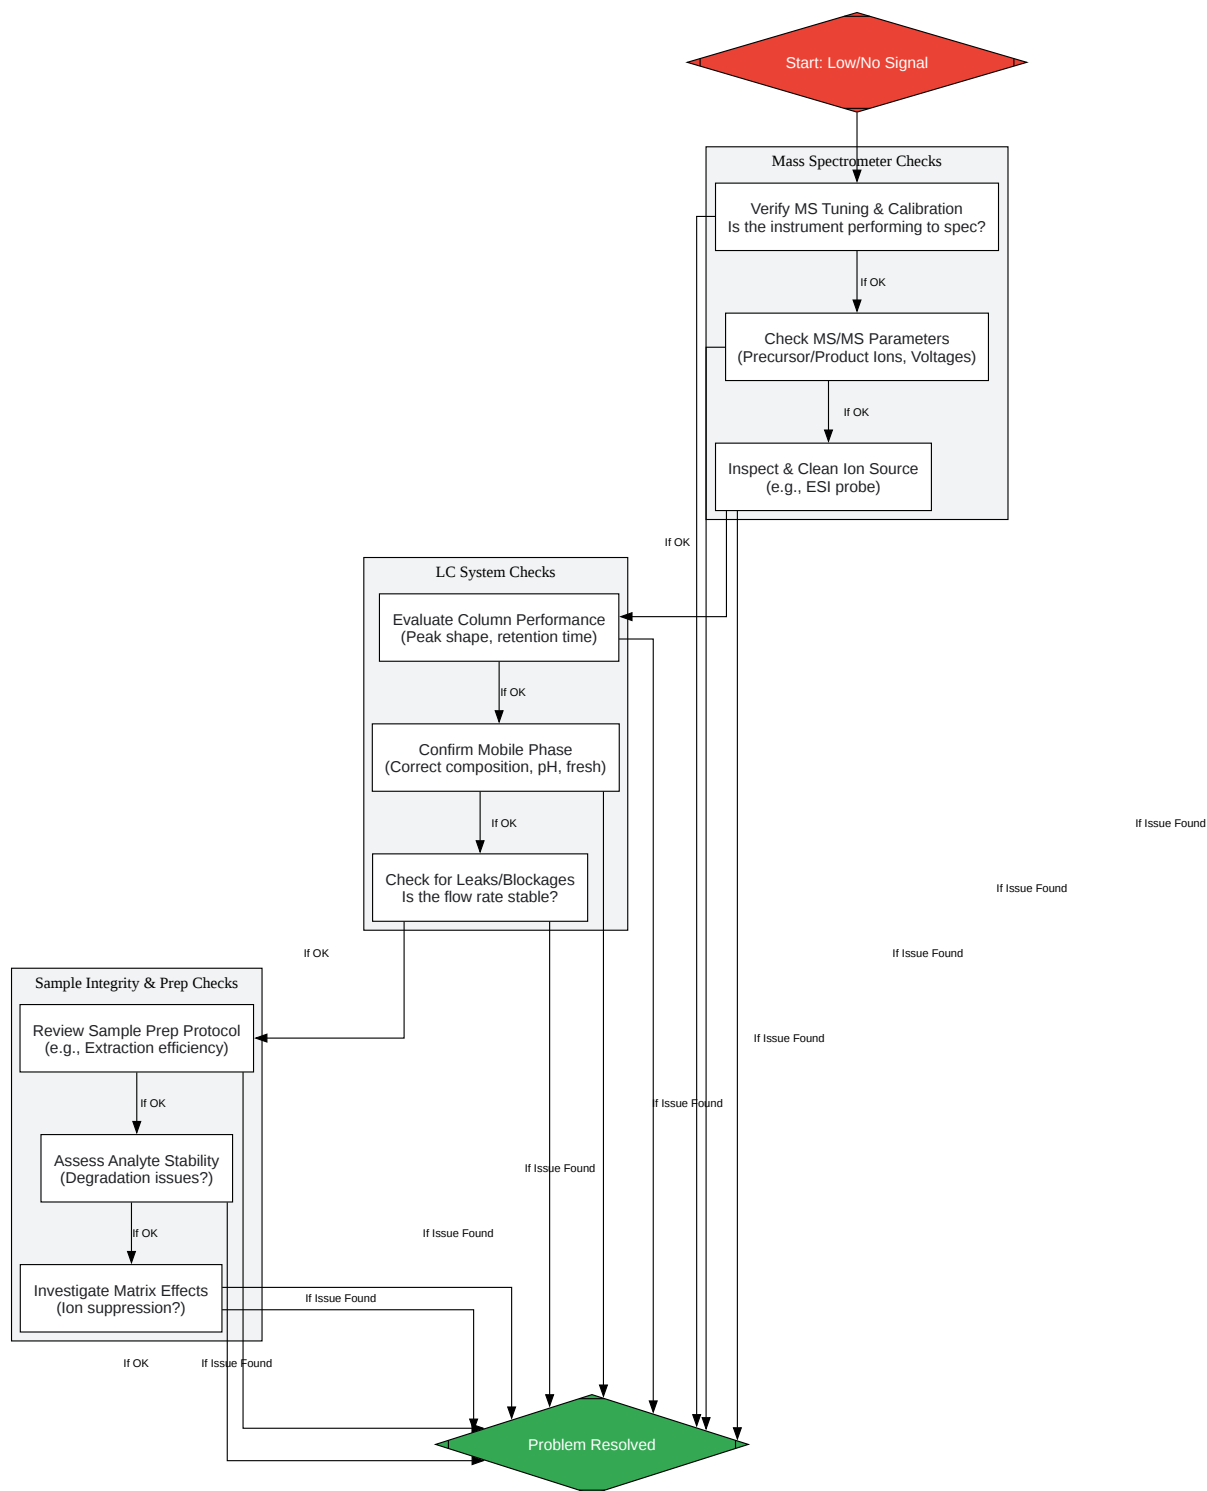 Start: Low/No Signal
Mass Spectrometer Checks
Verify MS Tuning & Calibration
Is the instrument performing to spec?
If OK
Check MS/MS Parameters
(Precursor/Product Ions, Voltages)
If OK
Inspect & Clean Ion Source
(e.g., ESI probe)
If OK
LC System Checks
Evaluate Column Performance
(Peak shape, retention time)
If OK
Confirm Mobile Phase
(Correct composition, pH, fresh)
If OK
If Issue Found
Check for Leaks/Blockages
Is the flow rate stable?
If Issue Found
If OK
If Issue Found
Sample Integrity & Prep Checks
Review Sample Prep Protocol
(e.g., Extraction efficiency)
If Issue Found
If OK
If Issue Found
Assess Analyte Stability
(Degradation issues?)
If Issue Found
If OK
If Issue Found
Investigate Matrix Effects
(Ion suppression?)
If Issue Found
If OK
If Issue Found
Problem Resolved